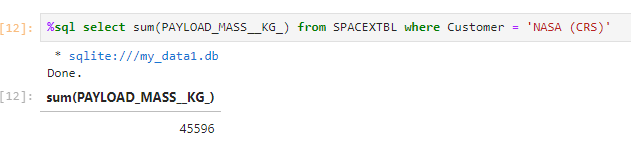 [12]: %sql select sum(PAYLOAD_MASS__KG_) from SPACEXTBL where Customer = 'NASA (CRS)'
* sqlite:///my_data1.db
Done.
[12]: sum(PAYLOAD_MASS__KG_)
45596